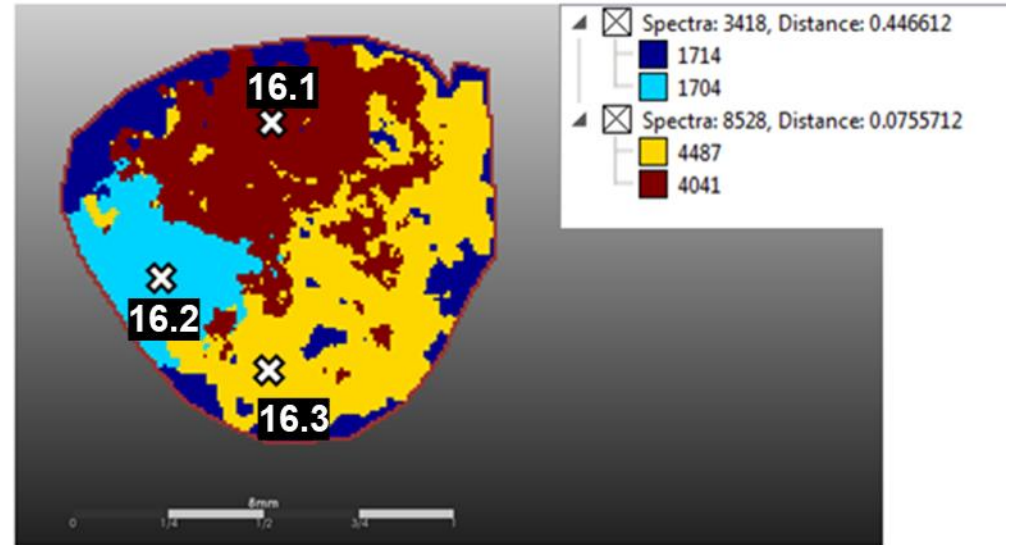 Spectra: 3418, Distance: 0.446612
1714
1704
Spectra: 8528, Distance: 0.0755712
4487
4041
16.1
16.2
16.3
8mm
0 1/4 1/2 3/4 1